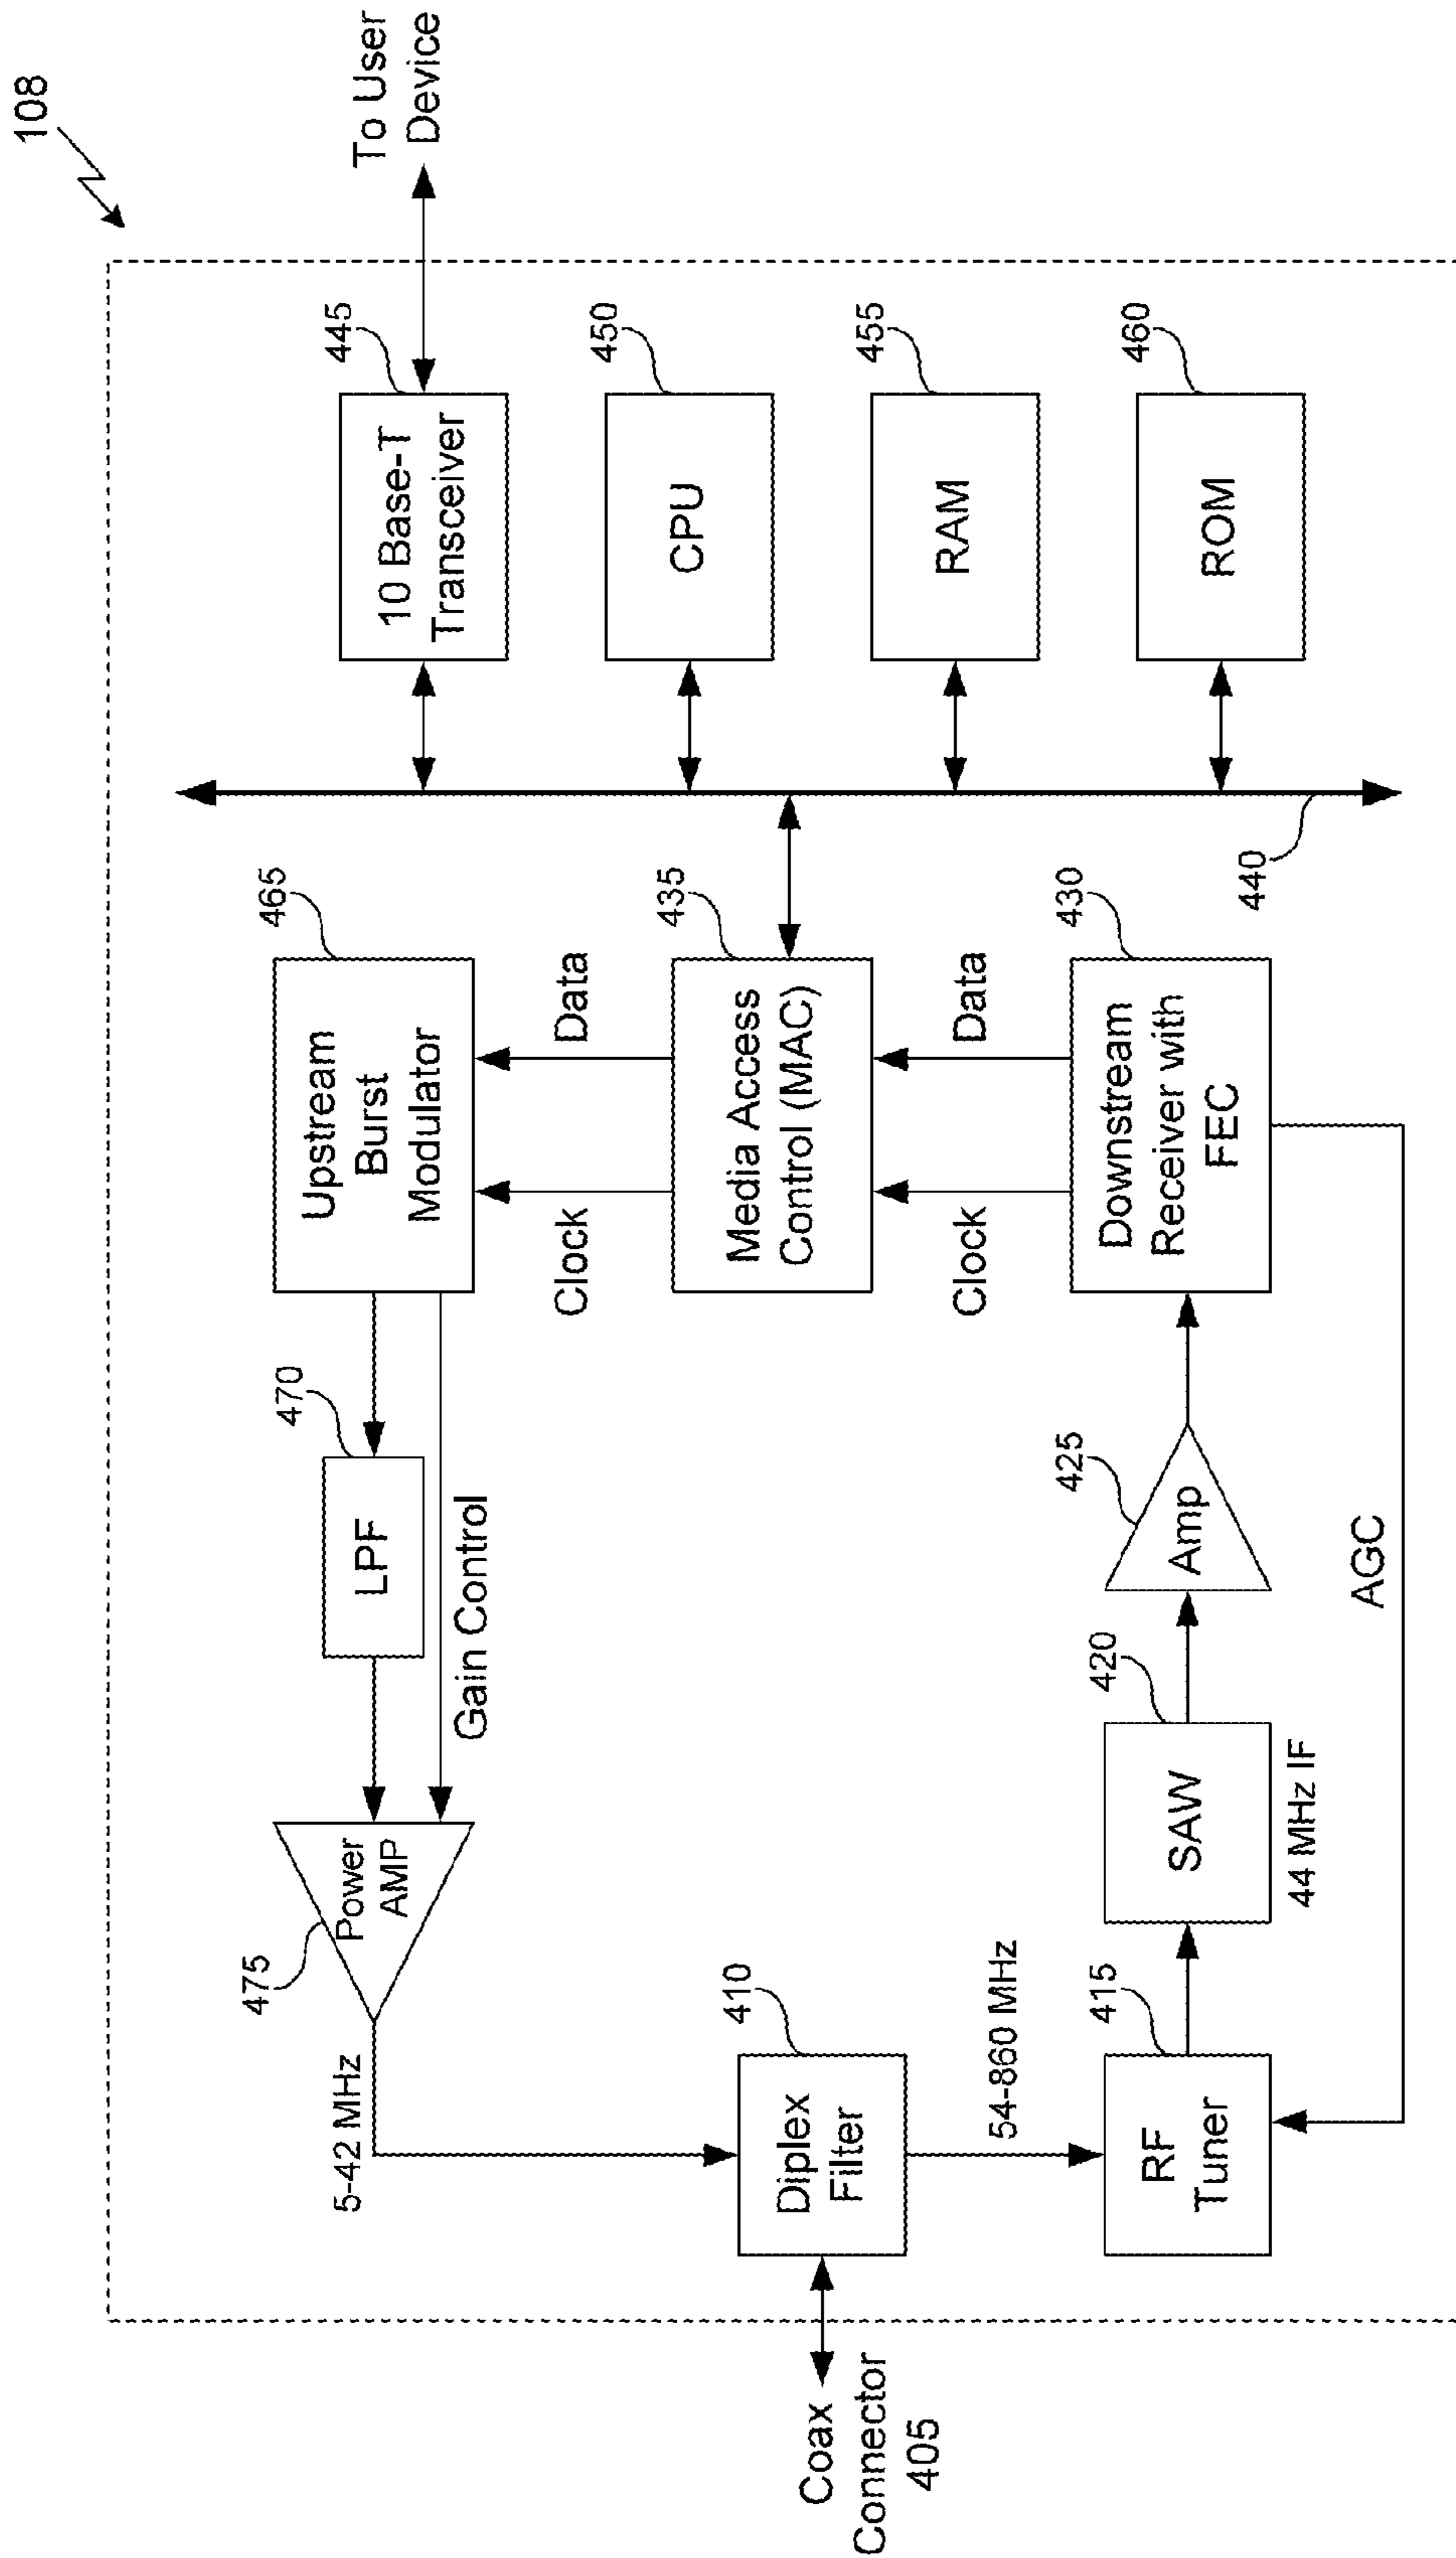 108
To User
Device
465
Upstream
Burst
Modulator
445
10 Base-T
Transceiver
475
Power
AMP
470
LPF
Gain Control
5-42 MHz
Clock
Data
435
Media Access
Control (MAC)
450
CPU
Coax
Connector
405
410
Diplex
Filter
54-860 MHz
Clock
Data
455
RAM
415
RF
Tuner
420
SAW
44 MHz IF
425
Amp
430
Downstream
Receiver with
FEC
AGC
440
460
ROM